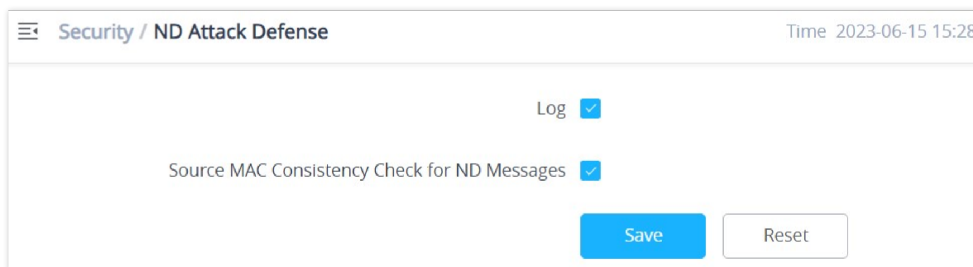 Security / ND Attack Defense Time 2023-06-15 15:28
Log
Source MAC Consistency Check for ND Messages
Save Reset